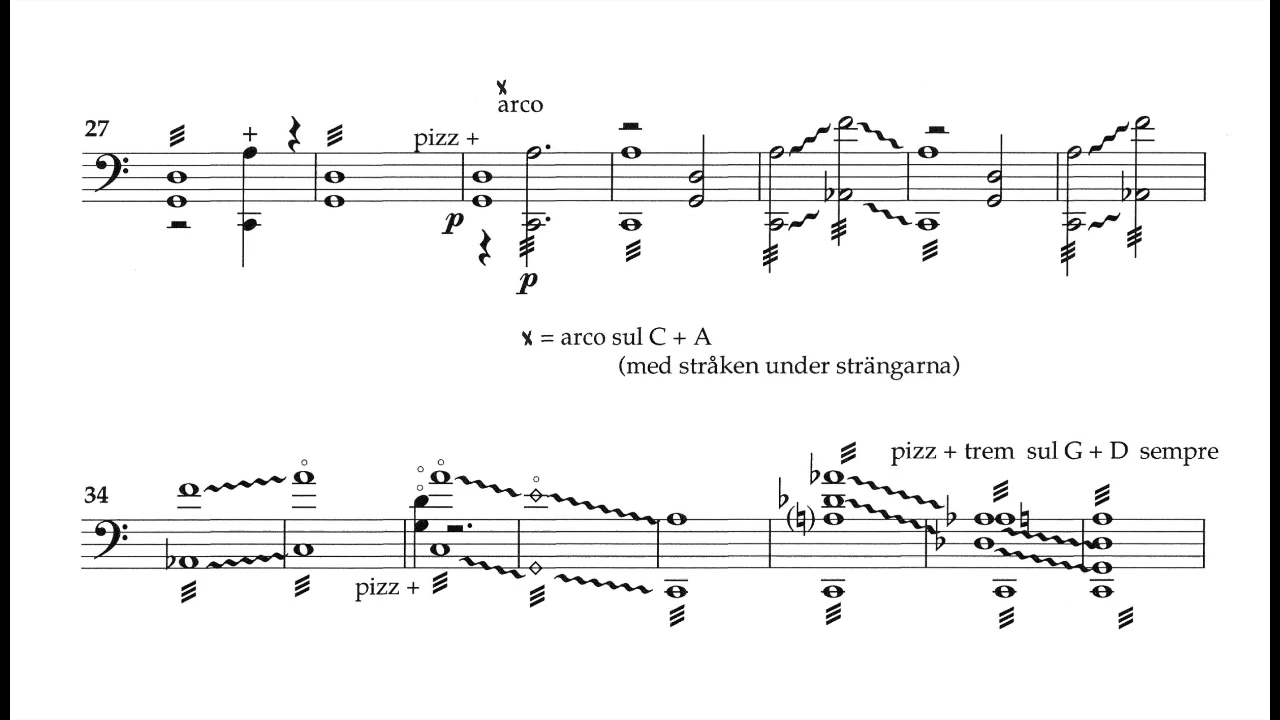 x
arco
27
pizz +
p
p
x = arco sul C + A
(med stråken under strängarna)
pizz + trem sul G + D sempre
34
pizz +